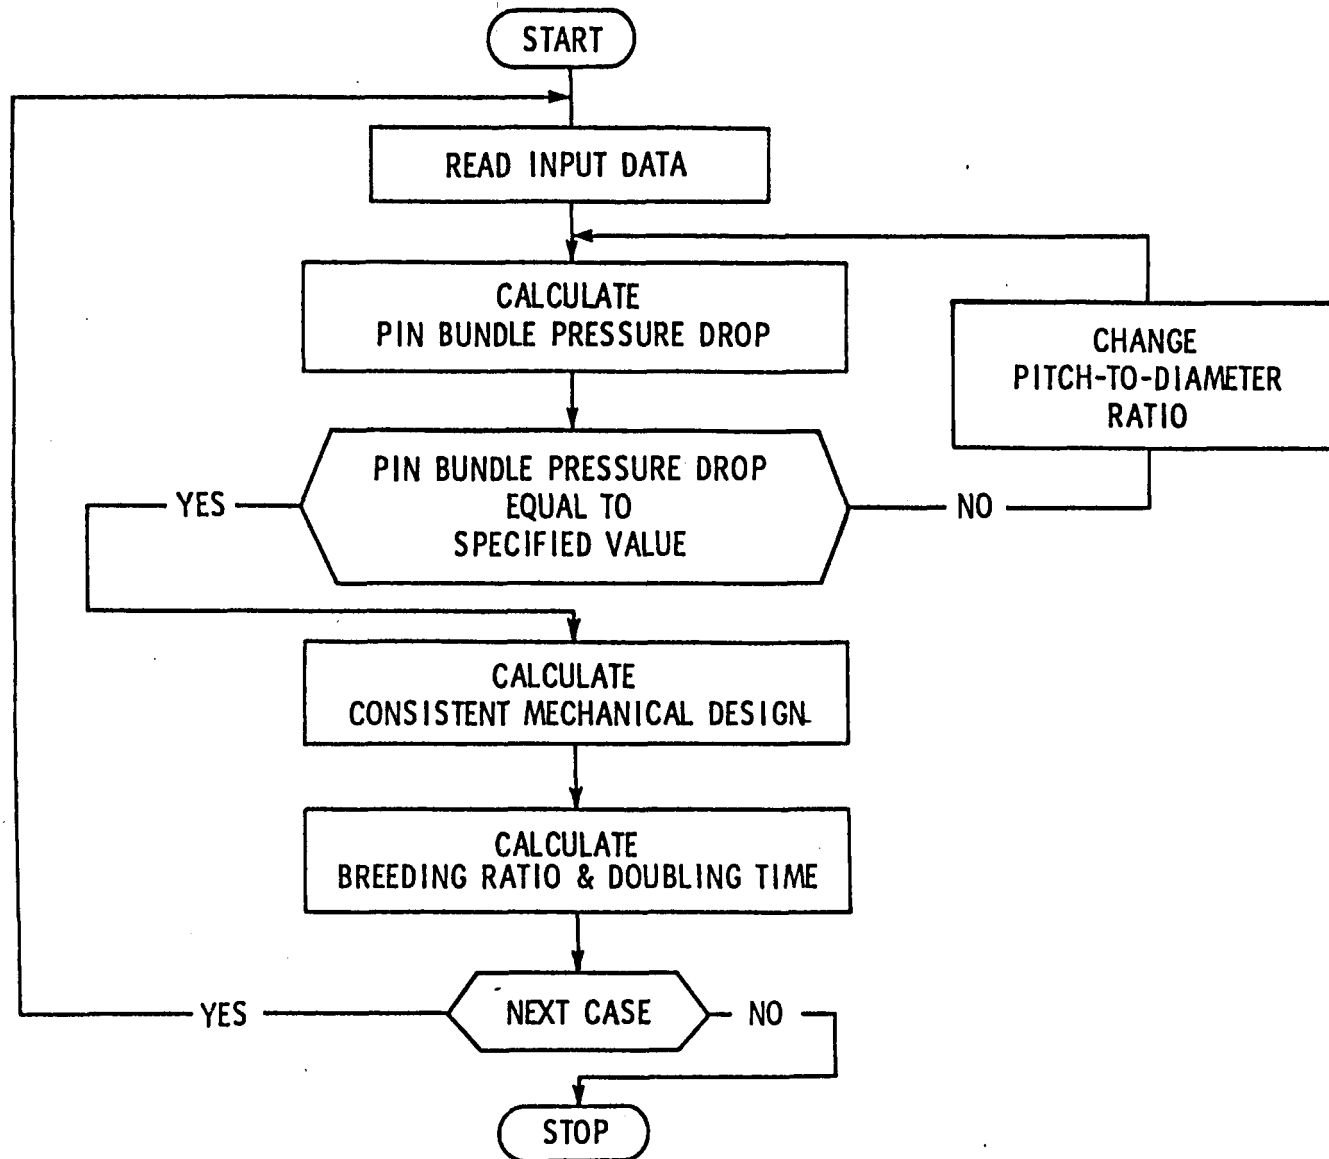 START
READ INPUT DATA
CALCULATE
PIN BUNDLE PRESSURE DROP
CHANGE
PITCH-TO-DIAMETER
RATIO
PIN BUNDLE PRESSURE DROP
EQUAL TO
SPECIFIED VALUE
YES
NO
CALCULATE
CONSISTENT MECHANICAL DESIGN
CALCULATE
BREEDING RATIO & DOUBLING TIME
NEXT CASE
YES
NO
STOP